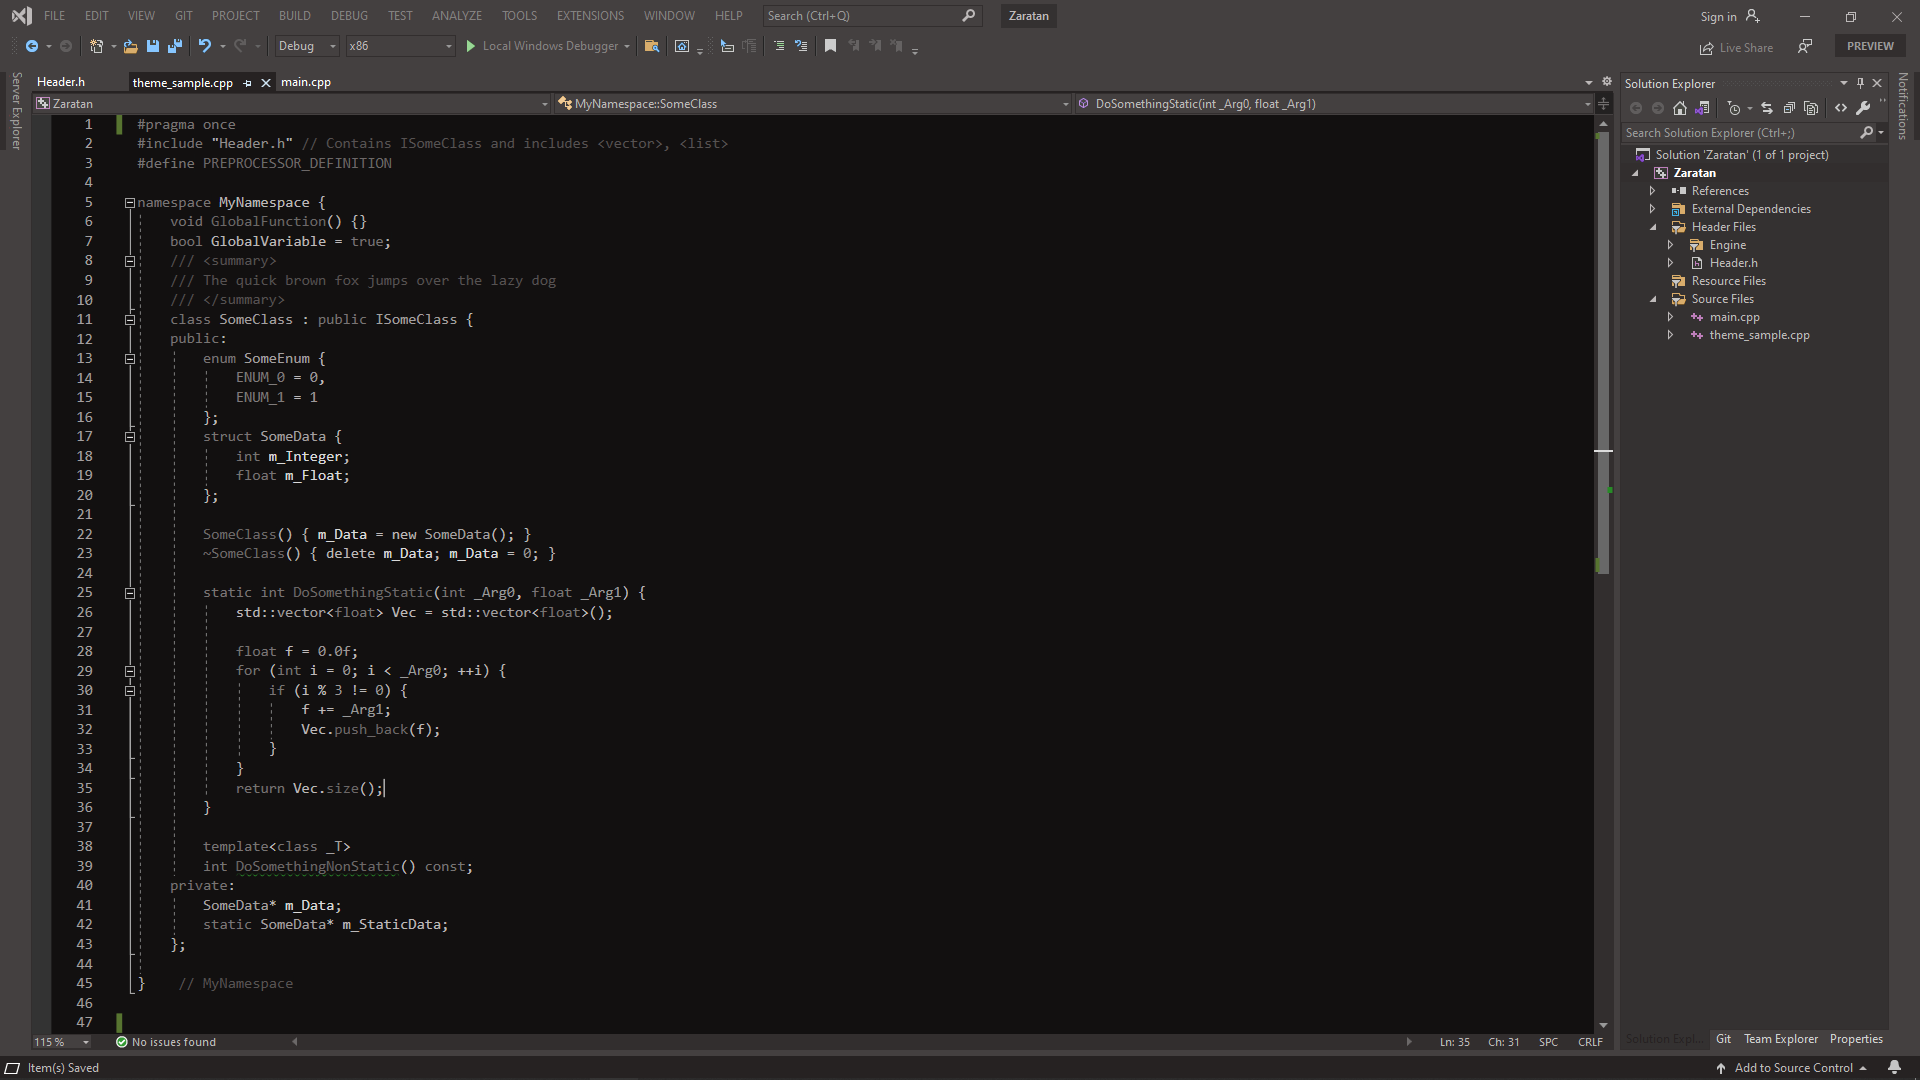 FILE EDIT VIEW GIT PROJECT BUILD DEBUG TEST ANALYZE TOOLS EXTENSIONS WINDOW HELP Search (Ctrl+Q) Zaratan Sign in
Debug x86 Local Windows Debugger Live Share PREVIEW
Server Explorer
Header.h theme_sample.cpp main.cpp
Zaratan MyNamespace::SomeClass DoSomethingStatic(int _Arg0, float _Arg1)
1 #pragma once
2 #include "Header.h" // Contains ISomeClass and includes <vector>, <list>
3 #define PREPROCESSOR_DEFINITION
4
5 namespace MyNamespace {
6 void GlobalFunction() {}
7 bool GlobalVariable = true;
8 /// <summary>
9 /// The quick brown fox jumps over the lazy dog
10 /// </summary>
11 class SomeClass : public ISomeClass {
12 public:
13 enum SomeEnum {
14 ENUM_0 = 0,
15 ENUM_1 = 1
16 };
17 struct SomeData {
18 int m_Integer;
19 float m_Float;
20 };
21
22 SomeClass() { m_Data = new SomeData(); }
23 ~SomeClass() { delete m_Data; m_Data = 0; }
24
25 static int DoSomethingStatic(int _Arg0, float _Arg1) {
26 std::vector<float> Vec = std::vector<float>();
27
28 float f = 0.0f;
29 for (int i = 0; i < _Arg0; ++i) {
30 if (i % 3 != 0) {
31 f += _Arg1;
32 Vec.push_back(f);
33 }
34 }
35 return Vec.size();
36 }
37
38 template<class _T>
39 int DoSomethingNonStatic() const;
40 private:
41 SomeData* m_Data;
42 static SomeData* m_StaticData;
43 };
44
45 } // MyNamespace
46
47
115 % No issues found Ln: 35 Ch: 31 SPC CRLF
Solution Explorer
Search Solution Explorer (Ctrl+;)
Solution 'Zaratan' (1 of 1 project)
Zaratan
References
External Dependencies
Header Files
Engine
Header.h
Resource Files
Source Files
main.cpp
theme_sample.cpp
Solution Expl... Git Team Explorer Properties
Notifications
Item(s) Saved Add to Source Control